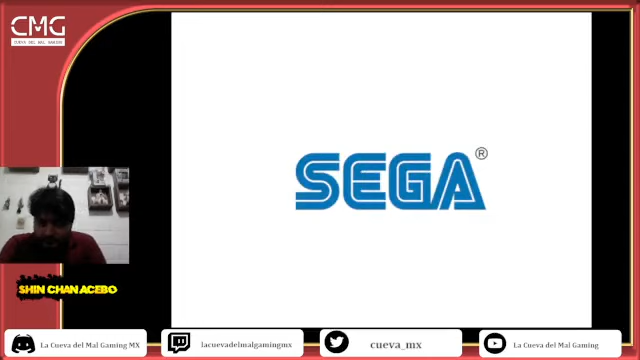 CMG
CUEVA DEL MAL GAMING
SEGA®
SHIN CHAN ACEBO
La Cueva del Mal Gaming MX
lacuevadelmalgamingmx
cueva_mx
La Cueva del Mal Gaming